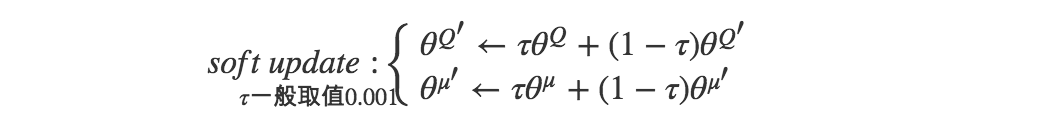 soft update : { θ^Q′ ← τθ^Q + (1 − τ)θ^Q′
θ^μ′ ← τθ^μ + (1 − τ)θ^μ′
τ一般取值0.001